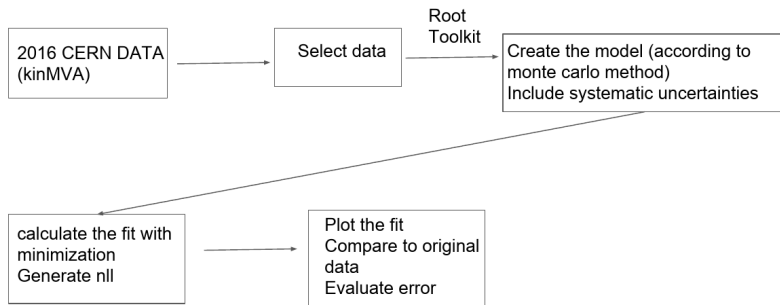 2016 CERN DATA
(kinMVA)
Select data
Root
Toolkit
Create the model (according to
monte carlo method)
Include systematic uncertainties
calculate the fit with
minimization
Generate nll
Plot the fit
Compare to original
data
Evaluate error